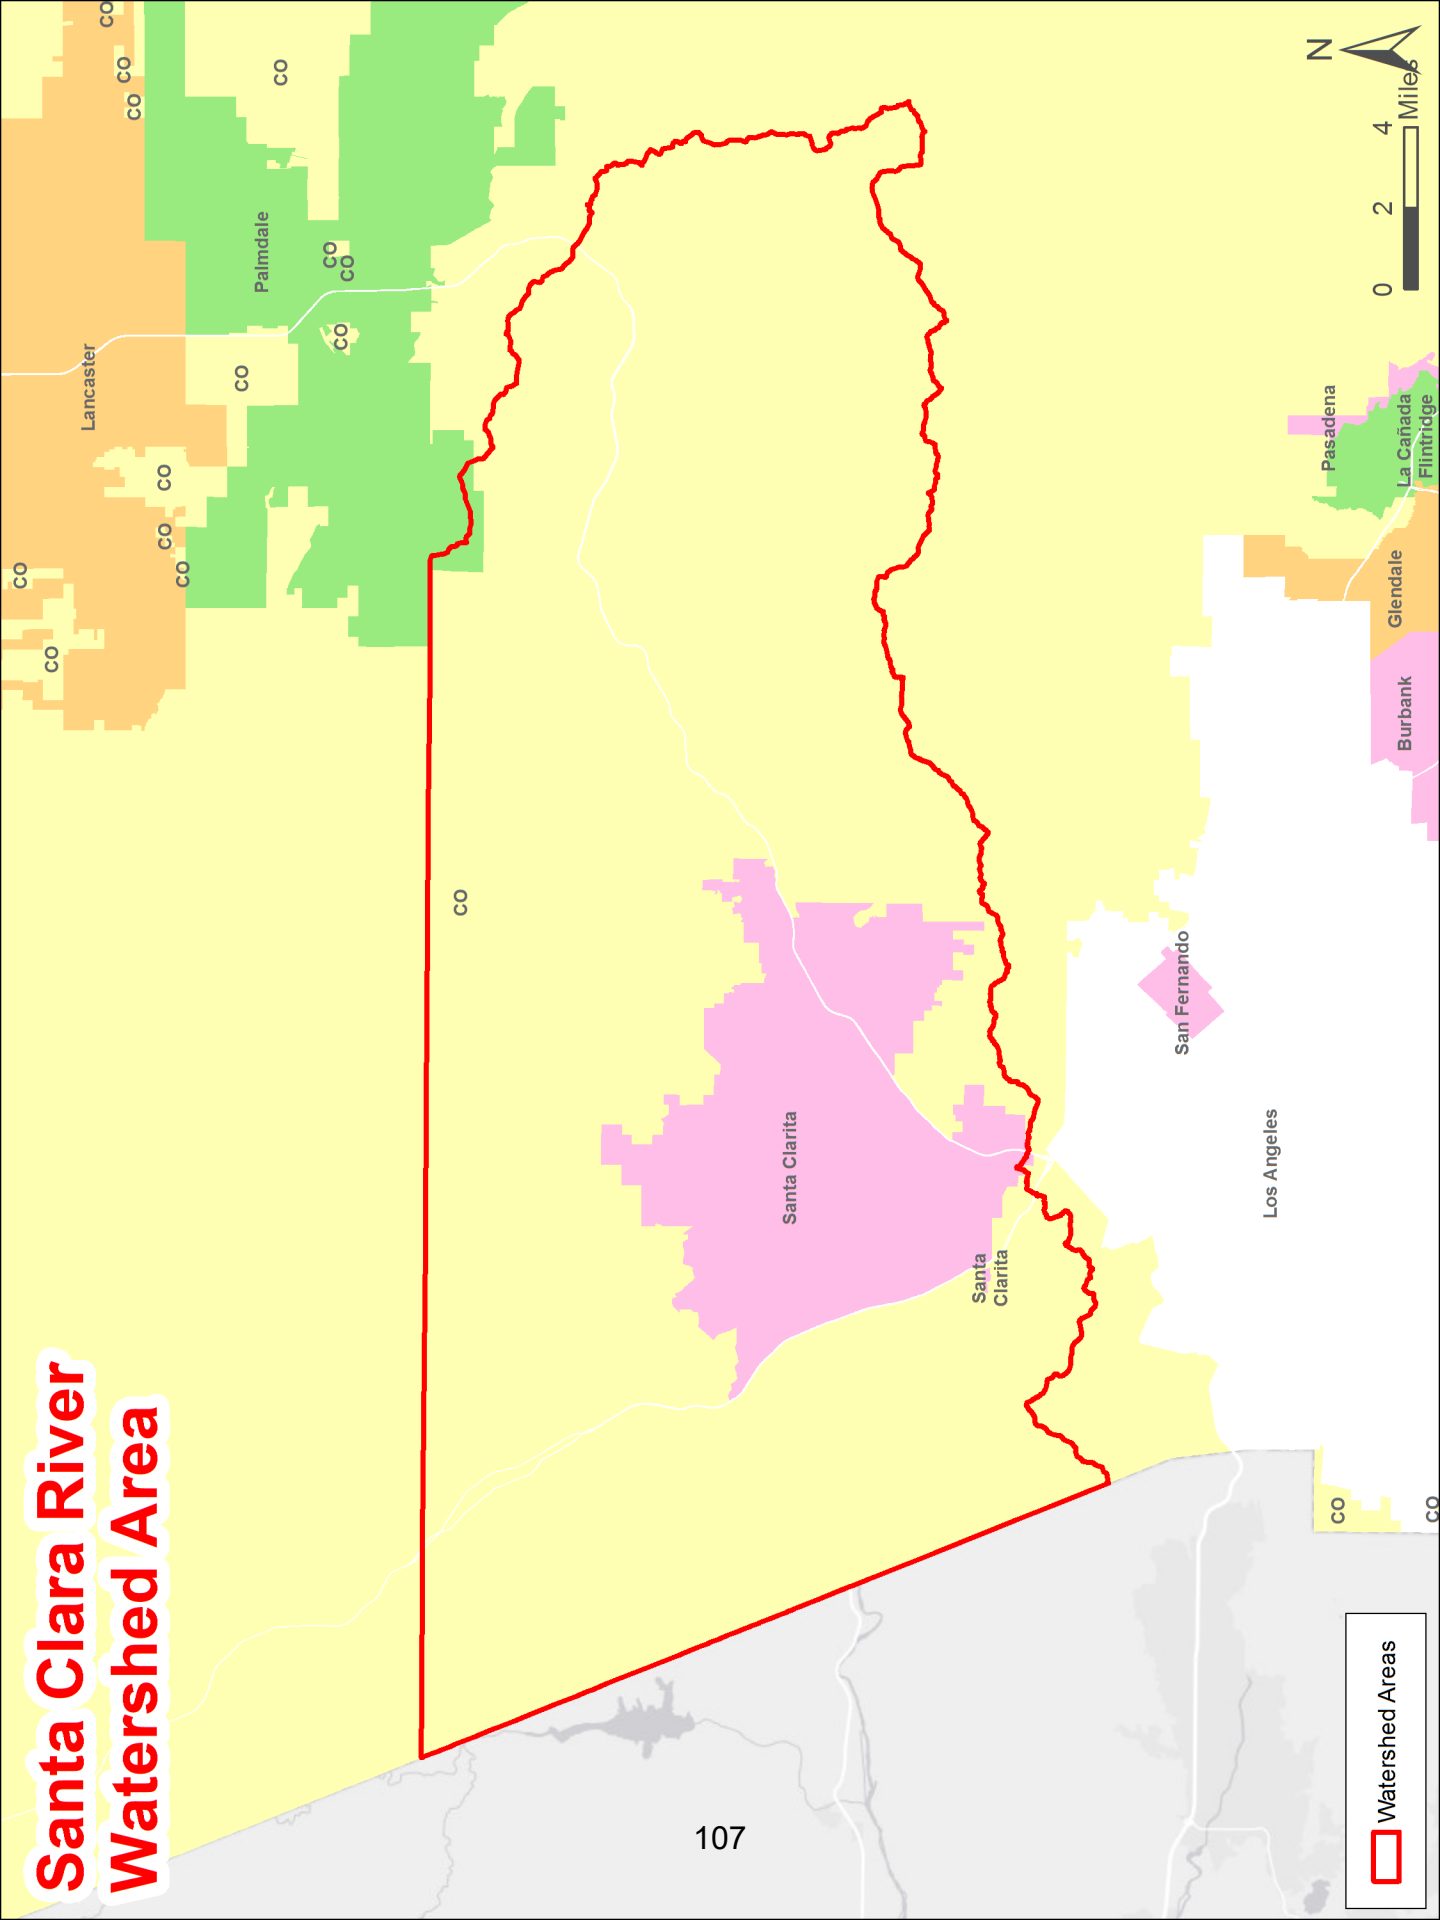 Santa Clara River
Watershed Area
CO
CO
CO
CO
CO
CO
CO
CO
CO
Lancaster
Palmdale
CO
CO
CO
CO
CO
CO
Santa Clarita
Santa
Clarita
San Fernando
Los Angeles
Pasadena
La Cañada
Flintridge
Glendale
Burbank
CO
CO
N
0 2 4
Miles
Watershed Areas
107